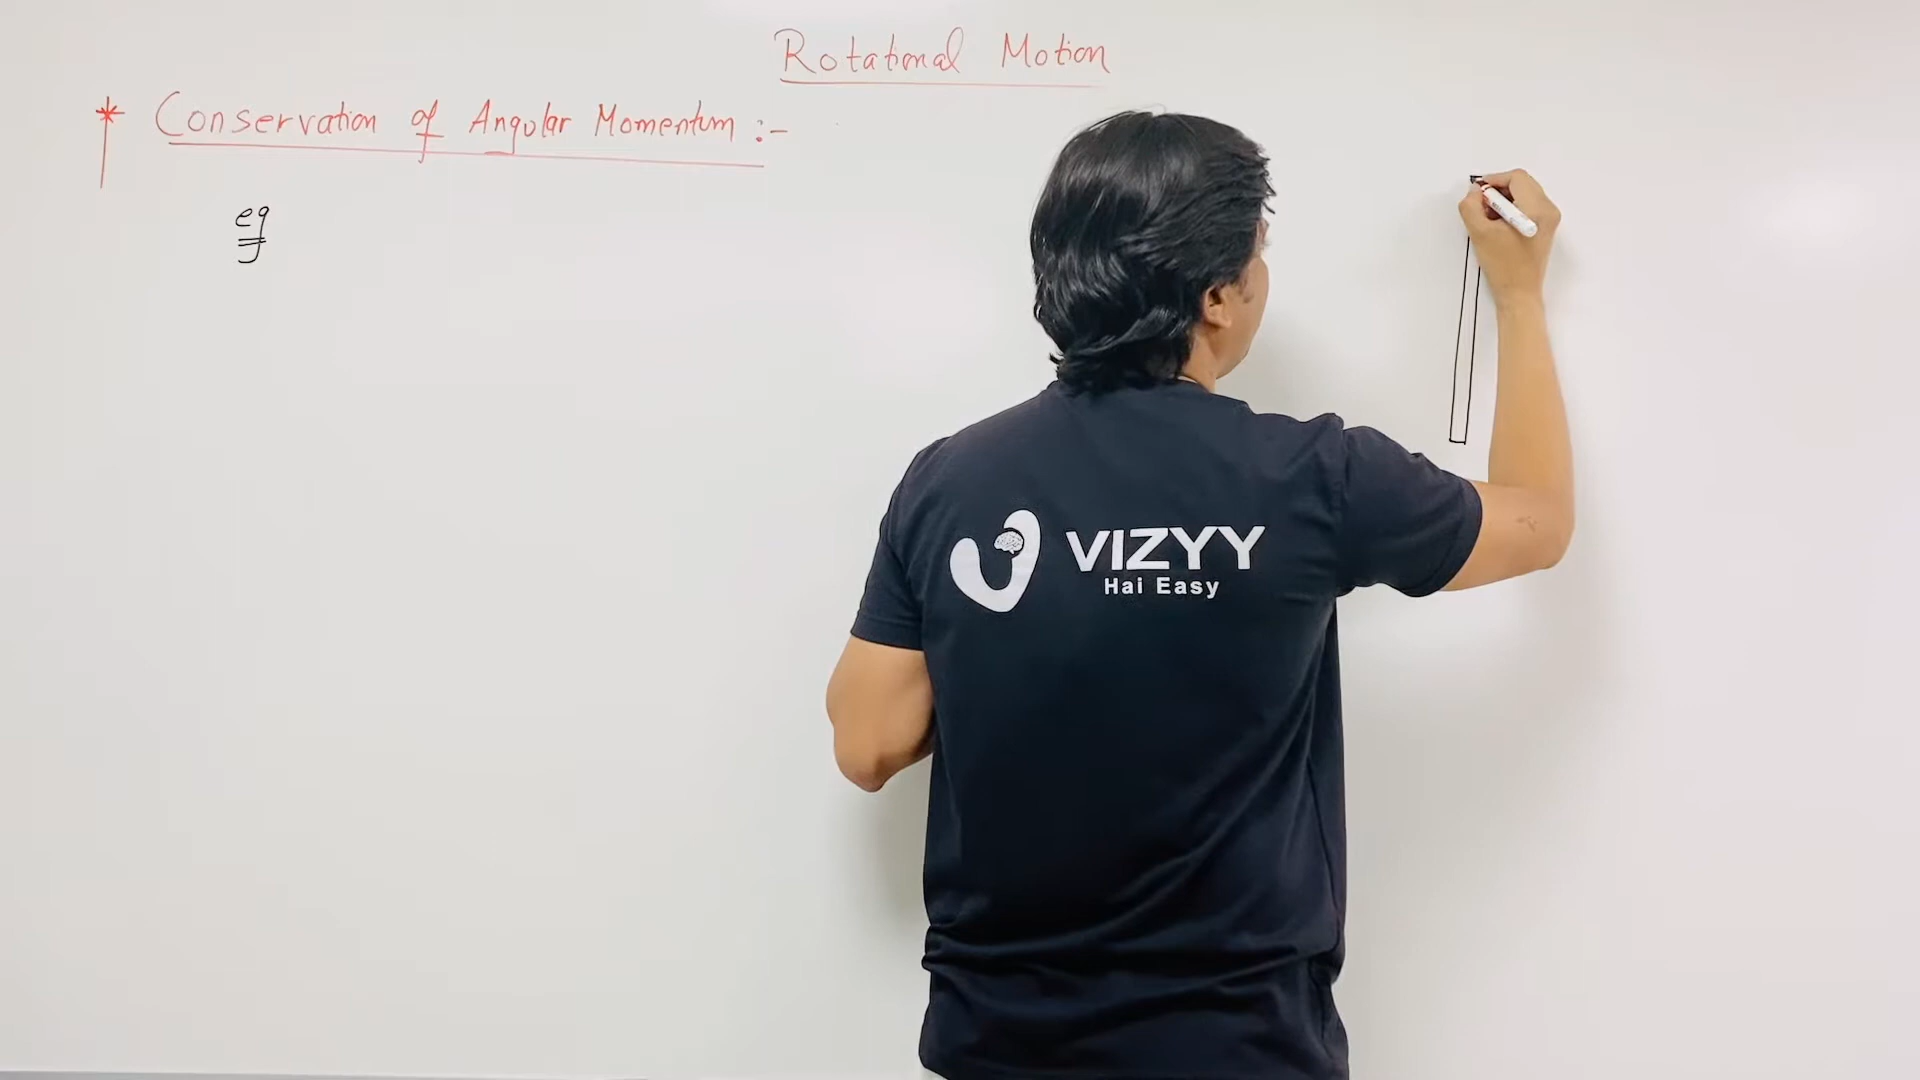 Rotational Motion
* Conservation of Angular Momentum :-
eg
VIZYY
Hai Easy